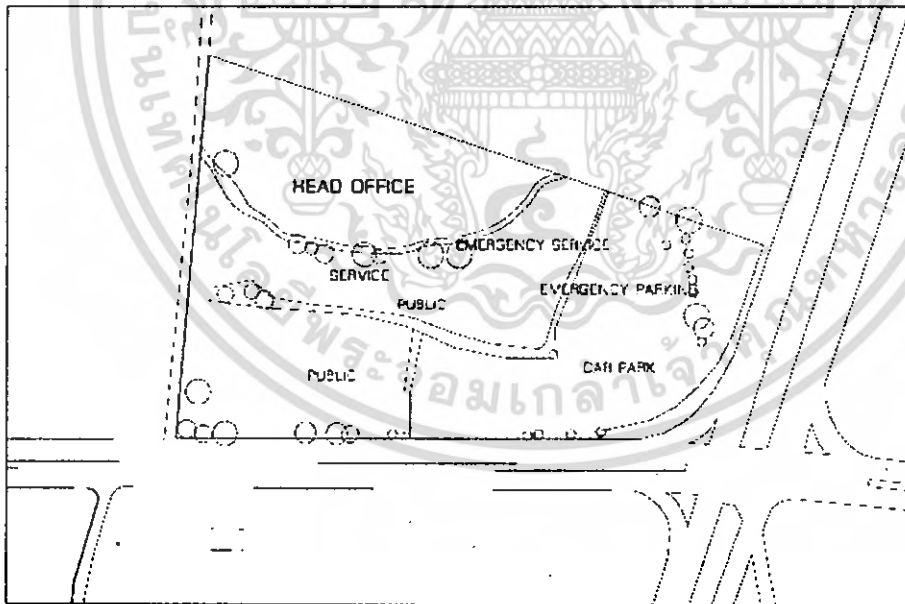 HEAD OFFICE
EMERGENCY SERVICE
SERVICE
EMERGENCY PARKING
PUBLIC
CAR PARK
PUBLIC